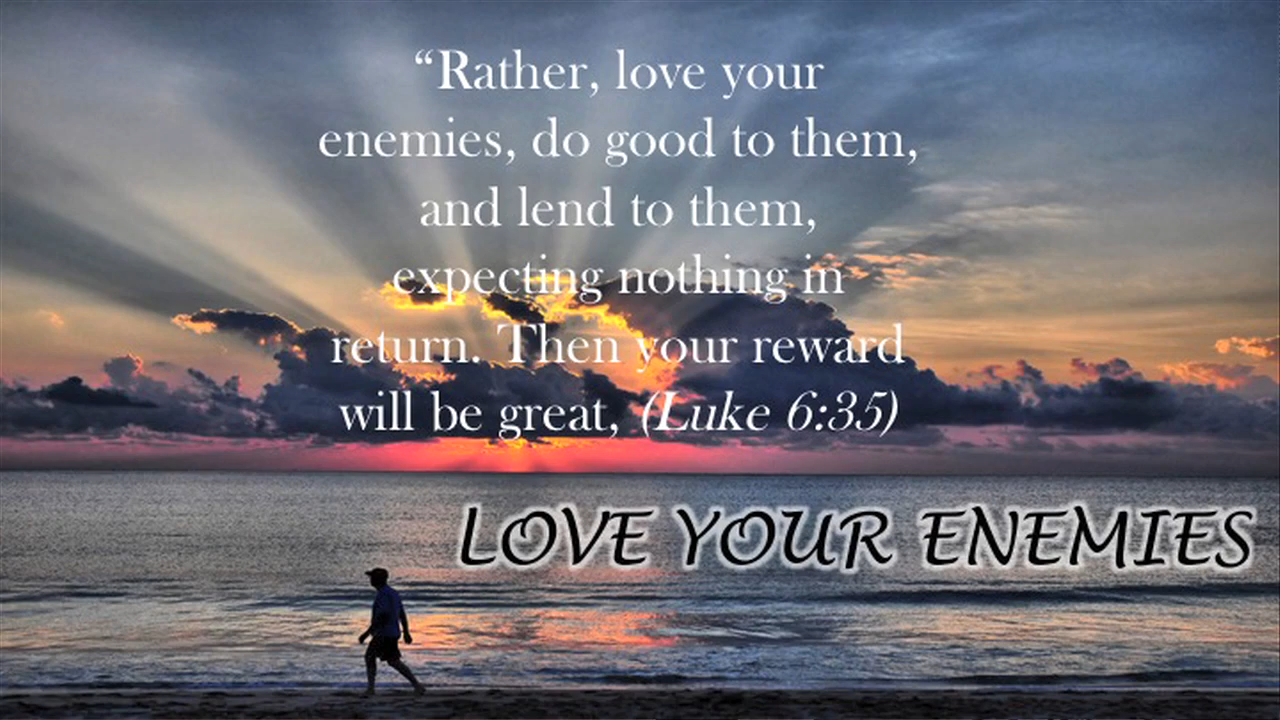 “Rather, love your
enemies, do good to them,
and lend to them,
expecting nothing in
return. Then your reward
will be great, (Luke 6:35)
LOVE YOUR ENEMIES